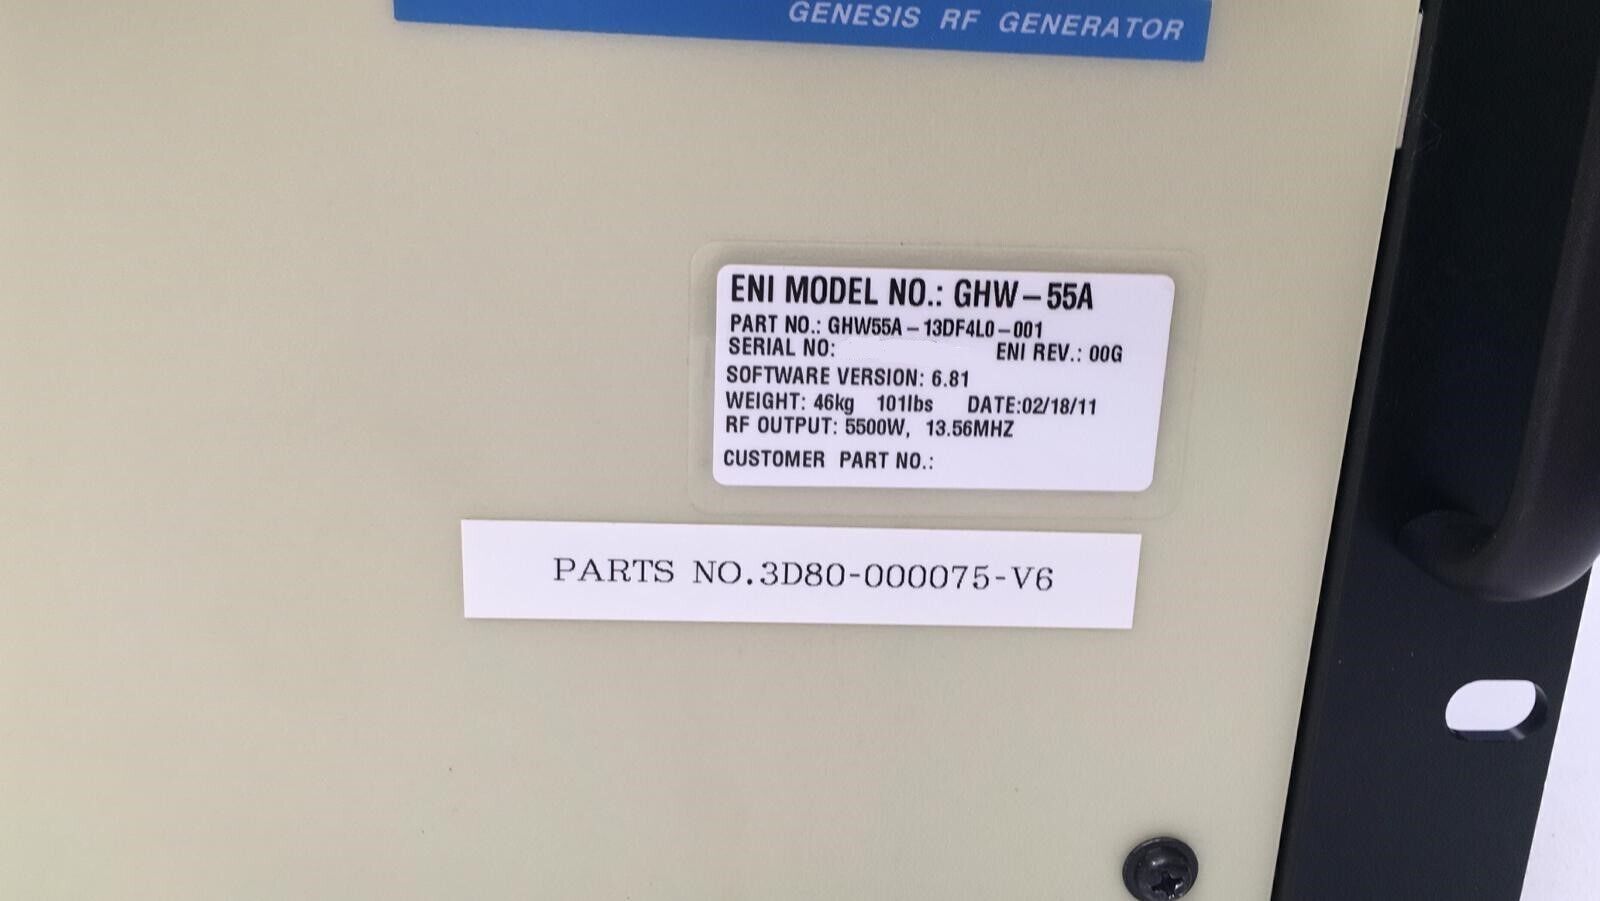 GENESIS RF GENERATOR
ENI MODEL NO.: GHW-55A
PART NO.: GHW55A-13DF4L0-001
SERIAL NO: ENI REV.: 00G
SOFTWARE VERSION: 6.81
WEIGHT: 46kg 101lbs DATE:02/18/11
RF OUTPUT: 5500W, 13.56MHZ
CUSTOMER PART NO.:
PARTS NO.3D80-000075-V6